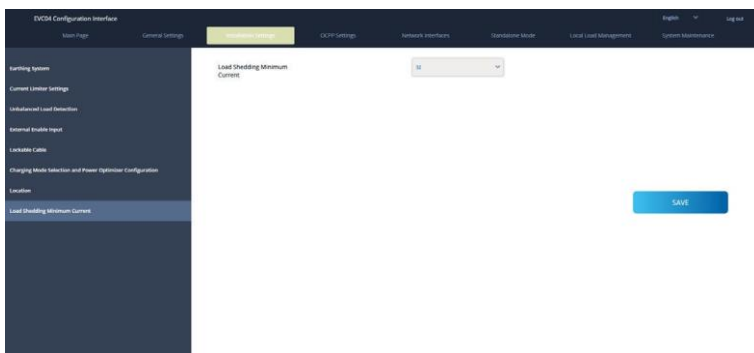 EVC04 Configuration Interface
English
Log out
Main Page
General Settings
Installation Settings
OCPP Settings
Network Interfaces
Standalone Mode
Local Load Management
System Maintenance
Earthing System
Current Limiter Settings
Unbalanced Load Detection
External Enable Input
Lockable Cable
Charging Mode Selection and Power Optimizer Configuration
Location
Load Shedding Minimum Current
Load Shedding Minimum
Current
SAVE